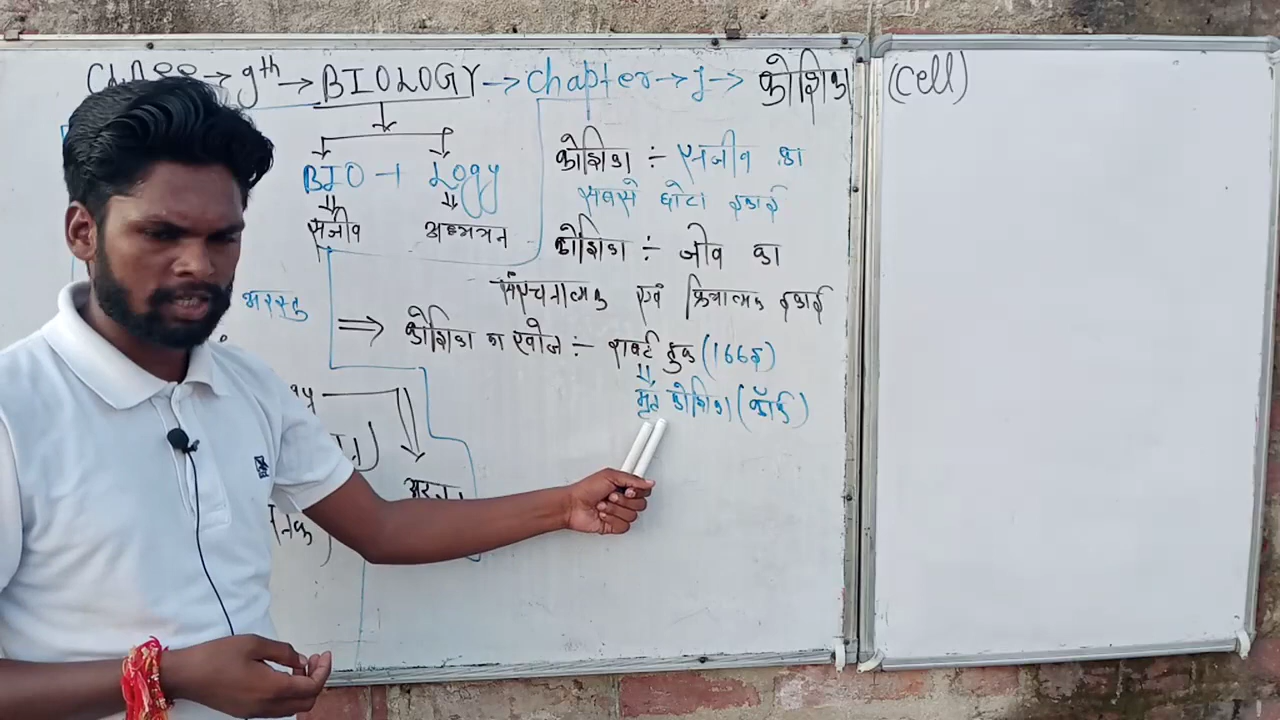 9th → BIOLOGY → chapter → 1 → कोशिका (Cell)
BIO + Logy
सजीव अध्ययन
कोशिका :- सजीव का
सबसे छोटा इकाई
कोशिका :- जीव का
संरचनात्मक एवं क्रियात्मक इकाई
अरस्तु
⇒ कोशिका का खोज :- राबर्ट हुक (1665)
मृत कोशिका (कॉर्क)